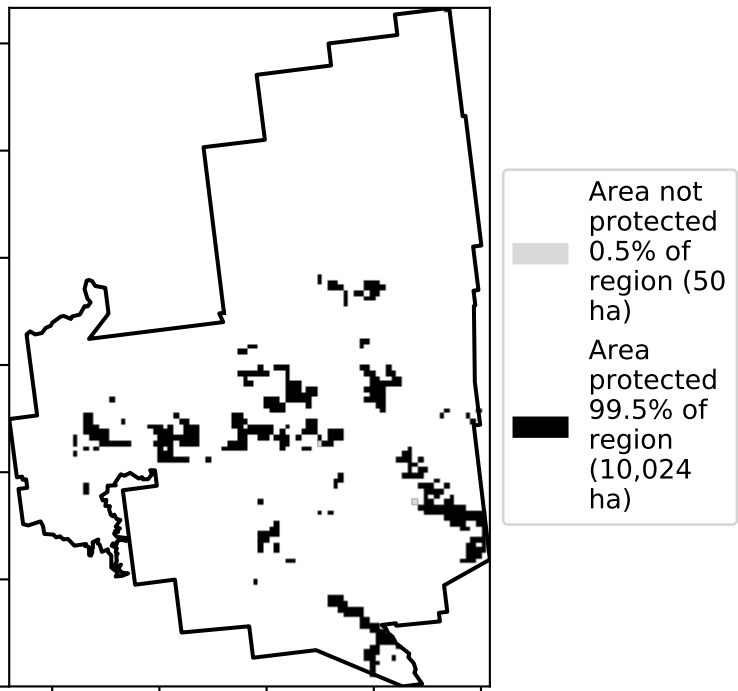 Area not
protected
0.5% of
region (50
ha)
Area
protected
99.5% of
region
(10,024
ha)